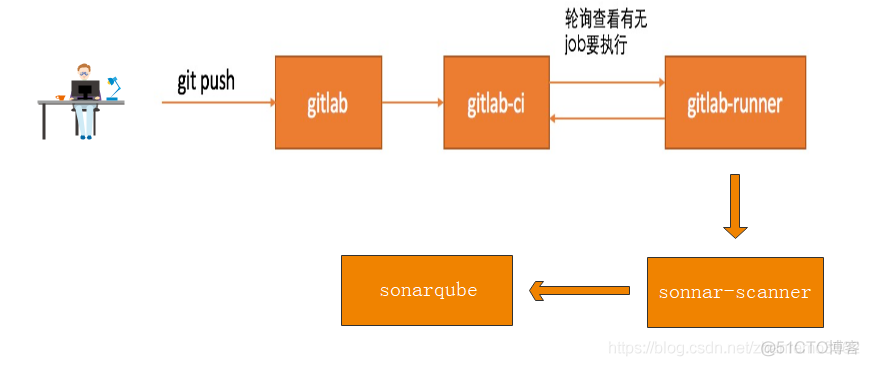 轮询查看有无
job要执行
git push
gitlab
gitlab-ci
gitlab-runner
sonarqube
sonnar-scanner
https://blog.csdn.net/
@51CTO博客